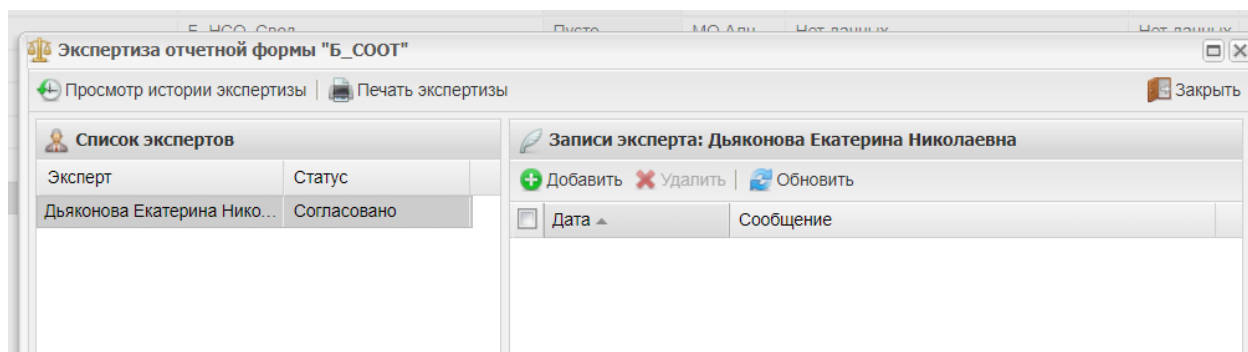 Экспертиза отчетной формы "Б_СООТ"
Просмотр истории экспертизы Печать экспертизы Закрыть
Список экспертов
Эксперт Статус
Дьяконова Екатерина Нико... Согласовано
Записи эксперта: Дьяконова Екатерина Николаевна
Добавить Удалить Обновить
Дата Сообщение